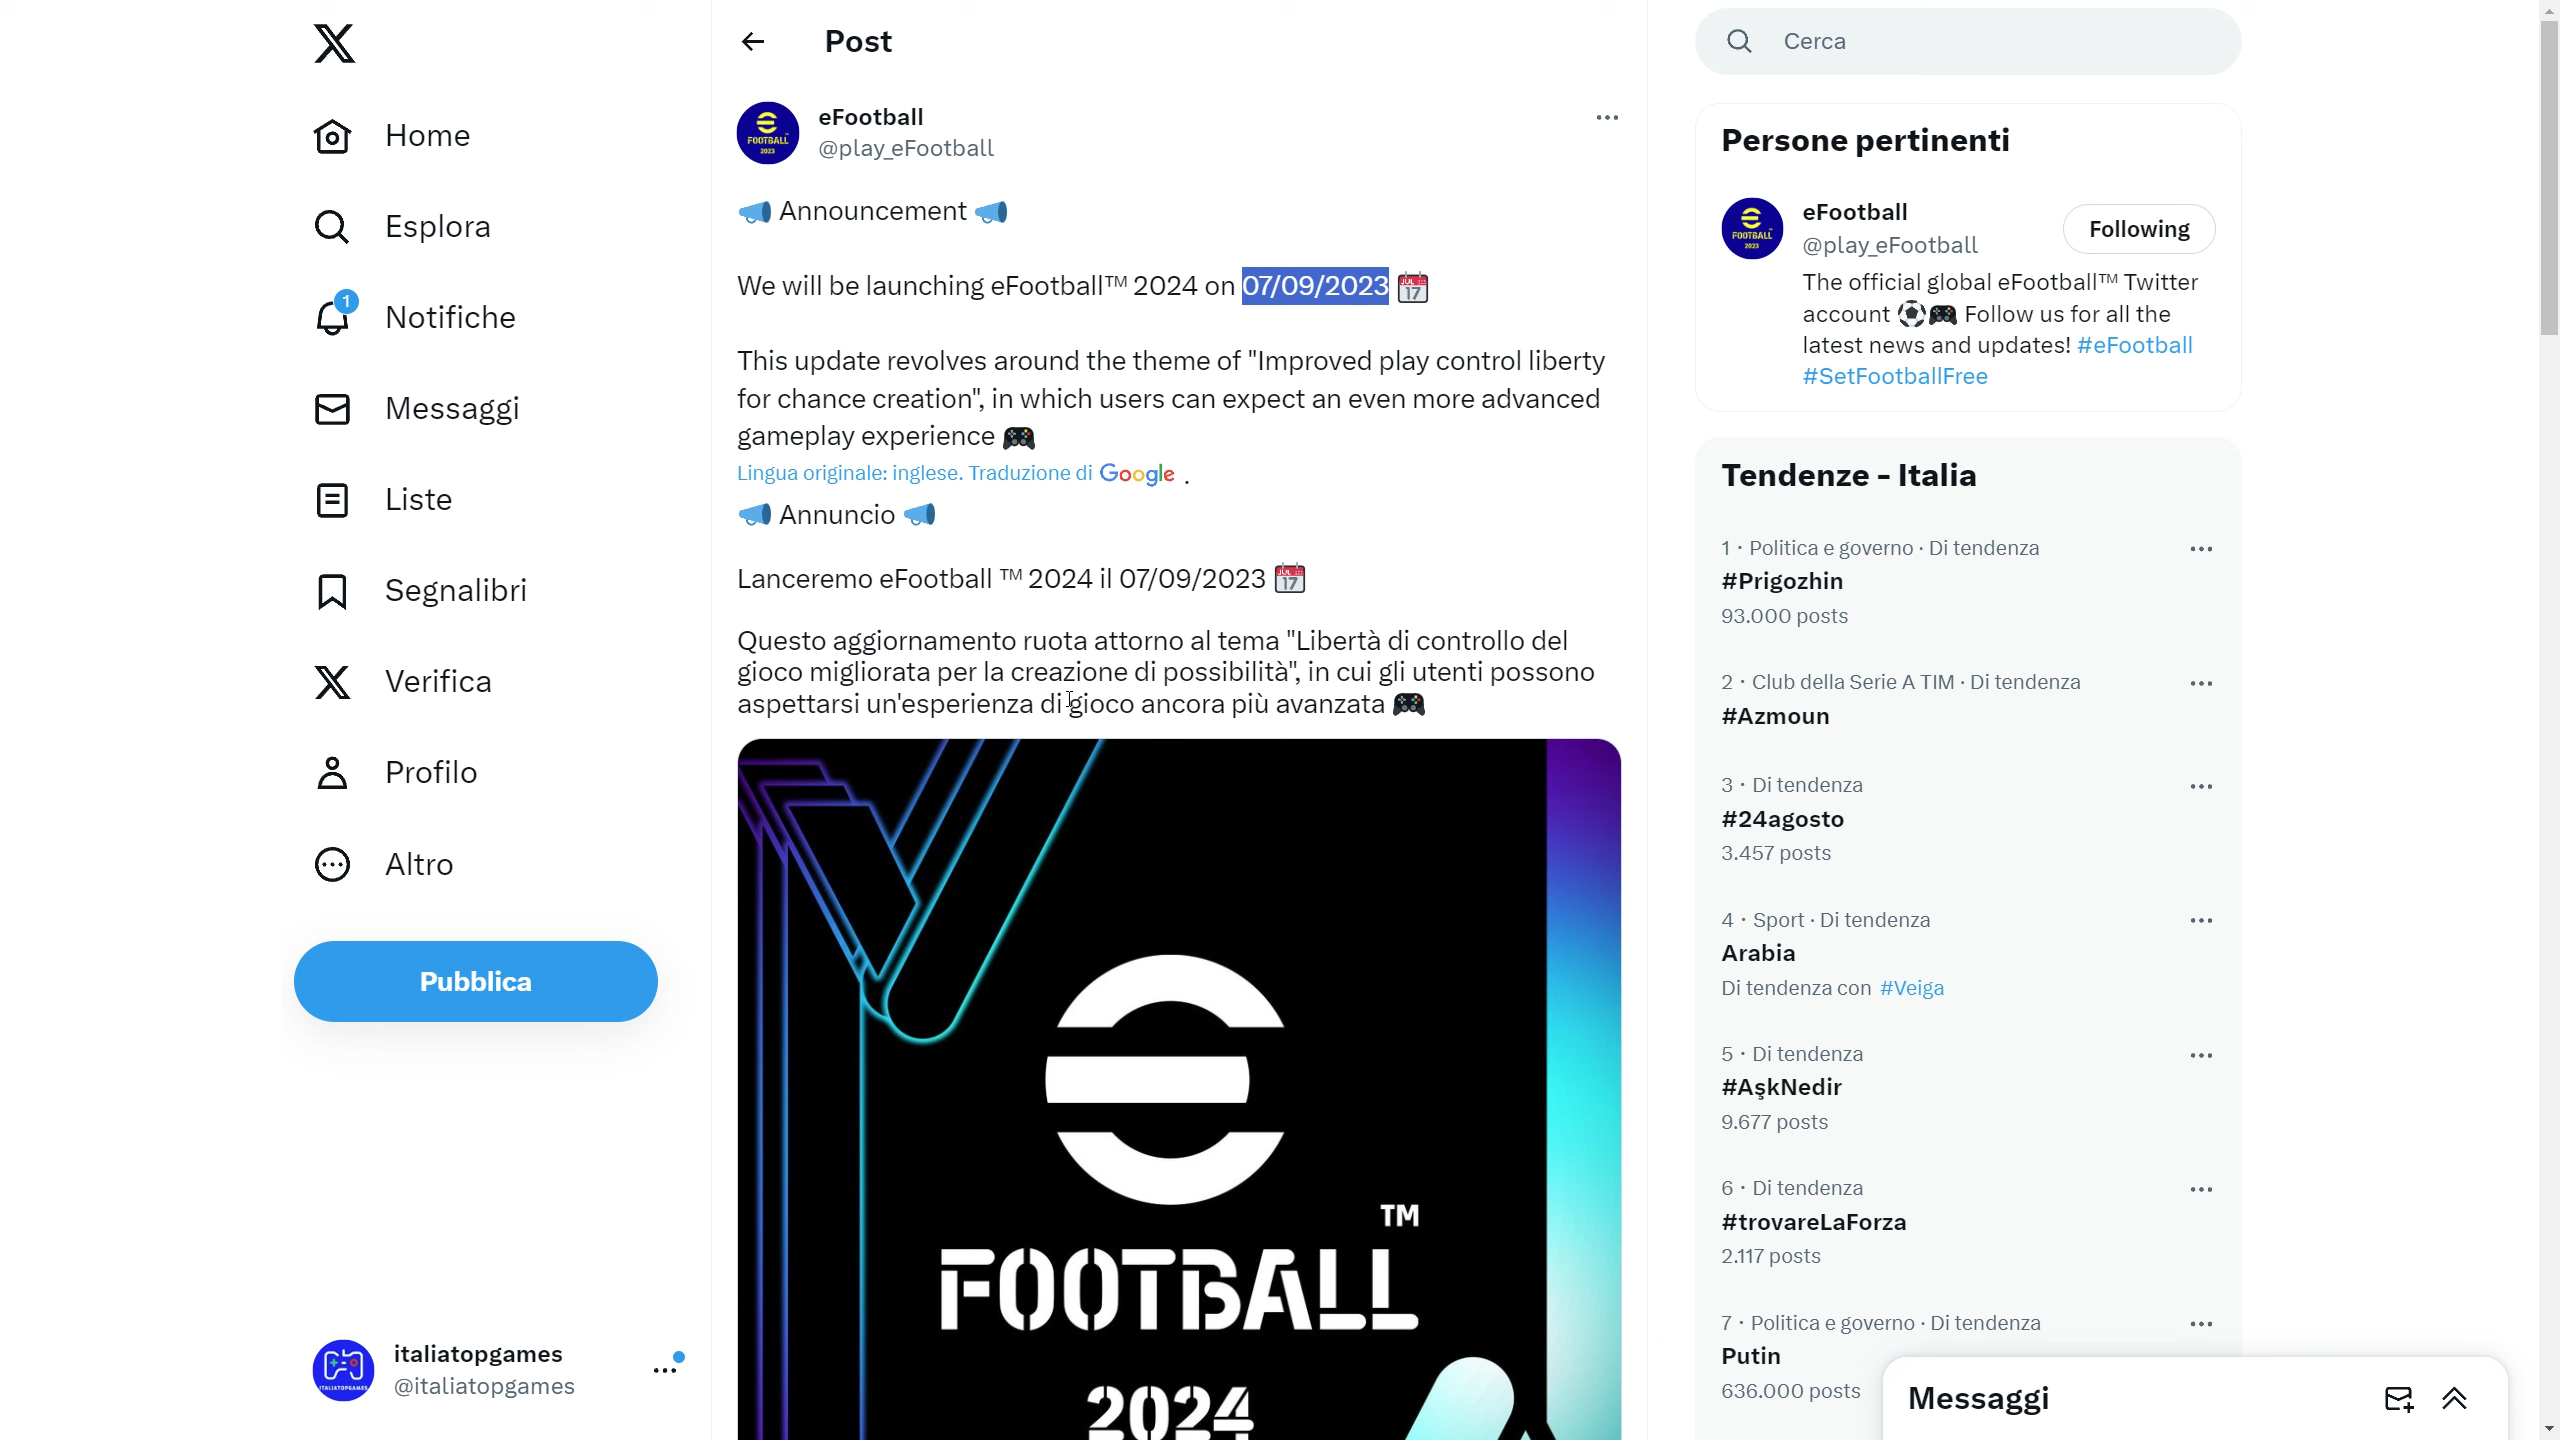 Home
Esplora
1
Notifiche
Messaggi
Liste
Segnalibri
Verifica
Profilo
Altro
Pubblica
italiatopgames
@italiatopgames
Post
eFootball
@play_eFootball
Announcement
We will be launching eFootball™ 2024 on 07/09/2023
This update revolves around the theme of "Improved play control liberty
for chance creation", in which users can expect an even more advanced
gameplay experience
Lingua originale: inglese. Traduzione di Google .
Annuncio
Lanceremo eFootball ™ 2024 il 07/09/2023
Questo aggiornamento ruota attorno al tema "Libertà di controllo del
gioco migliorata per la creazione di possibilità", in cui gli utenti possono
aspettarsi un'esperienza di gioco ancora più avanzata
TM
FOOTBALL
2024
Cerca
Persone pertinenti
eFootball
@play_eFootball
Following
The official global eFootball™ Twitter
account Follow us for all the
latest news and updates! #eFootball
#SetFootballFree
Tendenze - Italia
1 · Politica e governo · Di tendenza
#Prigozhin
93.000 posts
2 · Club della Serie A TIM · Di tendenza
#Azmoun
3 · Di tendenza
#24agosto
3.457 posts
4 · Sport · Di tendenza
Arabia
Di tendenza con #Veiga
5 · Di tendenza
#AşkNedir
9.677 posts
6 · Di tendenza
#trovareLaForza
2.117 posts
7 · Politica e governo · Di tendenza
Putin
636.000 posts
Messaggi